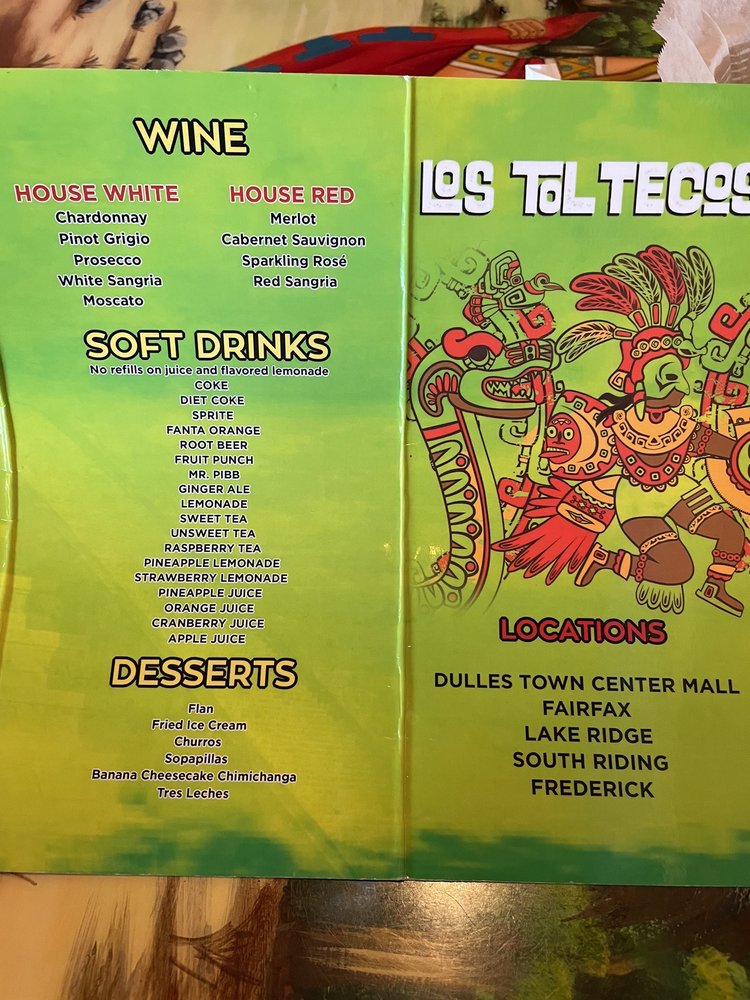 WINE
HOUSE WHITE
Chardonnay
Pinot Grigio
Prosecco
White Sangria
Moscato
HOUSE RED
Merlot
Cabernet Sauvignon
Sparkling Rosé
Red Sangria
SOFT DRINKS
No refills on juice and flavored lemonade
COKE
DIET COKE
SPRITE
FANTA ORANGE
ROOT BEER
FRUIT PUNCH
MR. PIBB
GINGER ALE
LEMONADE
SWEET TEA
UNSWEET TEA
RASPBERRY TEA
PINEAPPLE LEMONADE
STRAWBERRY LEMONADE
PINEAPPLE JUICE
ORANGE JUICE
CRANBERRY JUICE
APPLE JUICE
DESSERTS
Flan
Fried Ice Cream
Churros
Sopapillas
Banana Cheesecake Chimichanga
Tres Leches
LOS TOLTECOS
LOCATIONS
DULLES TOWN CENTER MALL
FAIRFAX
LAKE RIDGE
SOUTH RIDING
FREDERICK